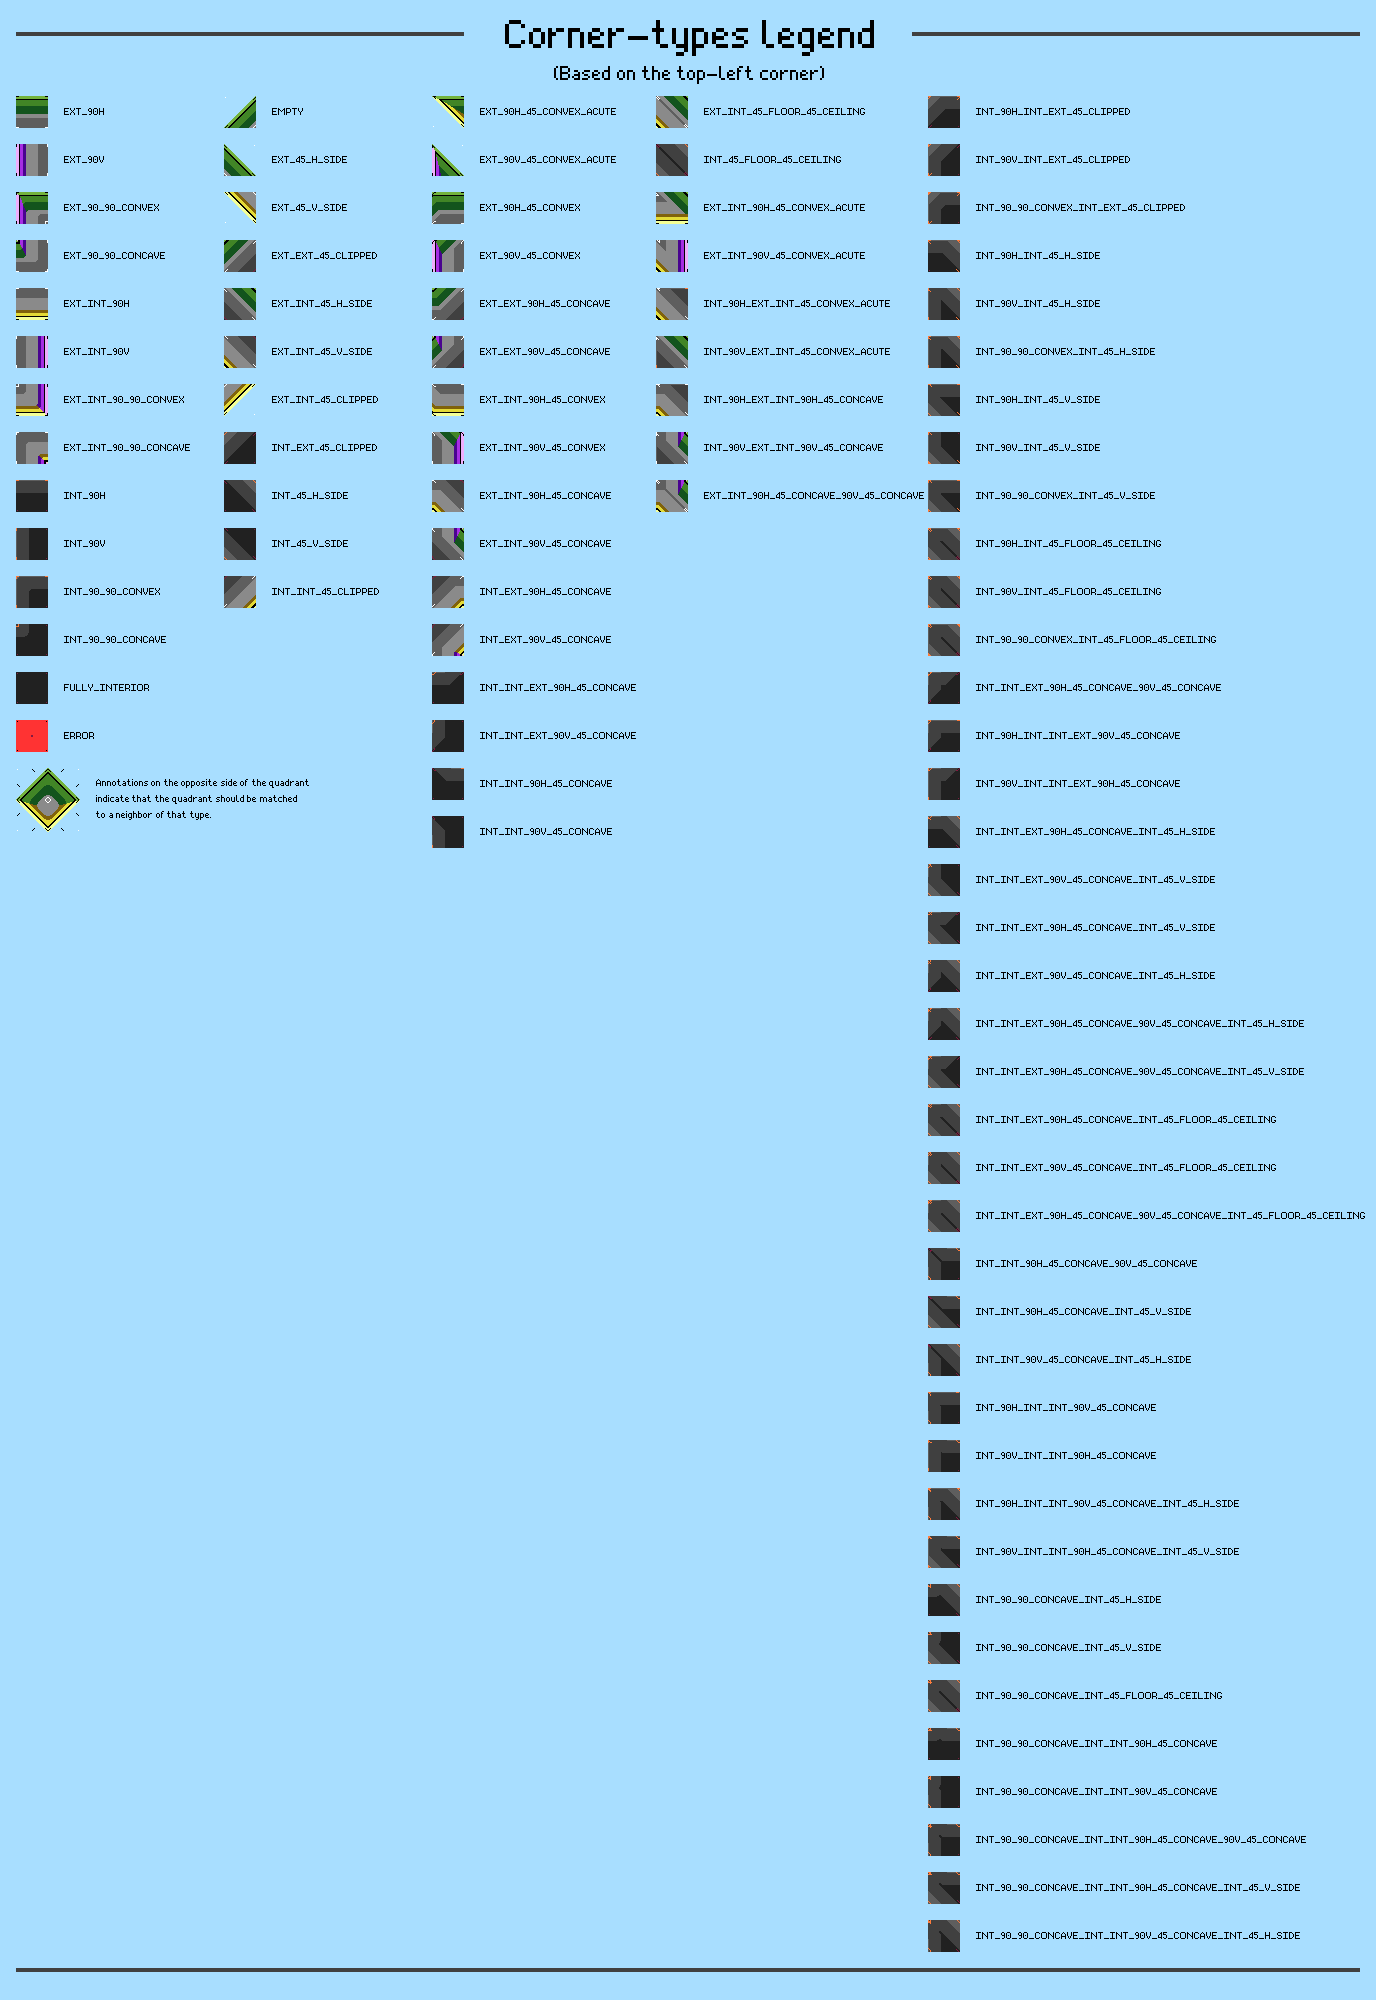 Corner-types legend
(Based on the top-left corner)
EXT_90H
EXT_90V
EXT_90_90_CONVEX
EXT_90_90_CONCAVE
EXT_INT_90H
EXT_INT_90V
EXT_INT_90_90_CONVEX
EXT_INT_90_90_CONCAVE
INT_90H
INT_90V
INT_90_90_CONVEX
INT_90_90_CONCAVE
FULLY_INTERIOR
ERROR
Annotations on the opposite side of the quadrant
indicate that the quadrant should be matched
to a neighbor of that type.
EMPTY
EXT_45_H_SIDE
EXT_45_V_SIDE
EXT_EXT_45_CLIPPED
EXT_INT_45_H_SIDE
EXT_INT_45_V_SIDE
EXT_INT_45_CLIPPED
INT_EXT_45_CLIPPED
INT_45_H_SIDE
INT_45_V_SIDE
INT_INT_45_CLIPPED
EXT_90H_45_CONVEX_ACUTE
EXT_90V_45_CONVEX_ACUTE
EXT_90H_45_CONVEX
EXT_90V_45_CONVEX
EXT_EXT_90H_45_CONCAVE
EXT_EXT_90V_45_CONCAVE
EXT_INT_90H_45_CONVEX
EXT_INT_90V_45_CONVEX
EXT_INT_90H_45_CONCAVE
EXT_INT_90V_45_CONCAVE
INT_EXT_90H_45_CONCAVE
INT_EXT_90V_45_CONCAVE
INT_INT_EXT_90H_45_CONCAVE
INT_INT_EXT_90V_45_CONCAVE
INT_INT_90H_45_CONCAVE
INT_INT_90V_45_CONCAVE
EXT_INT_45_FLOOR_45_CEILING
INT_45_FLOOR_45_CEILING
EXT_INT_90H_45_CONVEX_ACUTE
EXT_INT_90V_45_CONVEX_ACUTE
INT_90H_EXT_INT_45_CONVEX_ACUTE
INT_90V_EXT_INT_45_CONVEX_ACUTE
INT_90H_EXT_INT_90H_45_CONCAVE
INT_90V_EXT_INT_90V_45_CONCAVE
EXT_INT_90H_45_CONCAVE_90V_45_CONCAVE
INT_90H_INT_EXT_45_CLIPPED
INT_90V_INT_EXT_45_CLIPPED
INT_90_90_CONVEX_INT_EXT_45_CLIPPED
INT_90H_INT_45_H_SIDE
INT_90V_INT_45_H_SIDE
INT_90_90_CONVEX_INT_45_H_SIDE
INT_90H_INT_45_V_SIDE
INT_90V_INT_45_V_SIDE
INT_90_90_CONVEX_INT_45_V_SIDE
INT_90H_INT_45_FLOOR_45_CEILING
INT_90V_INT_45_FLOOR_45_CEILING
INT_90_90_CONVEX_INT_45_FLOOR_45_CEILING
INT_INT_EXT_90H_45_CONCAVE_90V_45_CONCAVE
INT_90H_INT_INT_EXT_90V_45_CONCAVE
INT_90V_INT_INT_EXT_90H_45_CONCAVE
INT_INT_EXT_90H_45_CONCAVE_INT_45_H_SIDE
INT_INT_EXT_90V_45_CONCAVE_INT_45_V_SIDE
INT_INT_EXT_90H_45_CONCAVE_INT_45_V_SIDE
INT_INT_EXT_90V_45_CONCAVE_INT_45_H_SIDE
INT_INT_EXT_90H_45_CONCAVE_90V_45_CONCAVE_INT_45_H_SIDE
INT_INT_EXT_90H_45_CONCAVE_90V_45_CONCAVE_INT_45_V_SIDE
INT_INT_EXT_90H_45_CONCAVE_INT_45_FLOOR_45_CEILING
INT_INT_EXT_90V_45_CONCAVE_INT_45_FLOOR_45_CEILING
INT_INT_EXT_90H_45_CONCAVE_90V_45_CONCAVE_INT_45_FLOOR_45_CEILING
INT_INT_90H_45_CONCAVE_90V_45_CONCAVE
INT_INT_90H_45_CONCAVE_INT_45_V_SIDE
INT_INT_90V_45_CONCAVE_INT_45_H_SIDE
INT_90H_INT_INT_90V_45_CONCAVE
INT_90V_INT_INT_90H_45_CONCAVE
INT_90H_INT_INT_90V_45_CONCAVE_INT_45_H_SIDE
INT_90V_INT_INT_90H_45_CONCAVE_INT_45_V_SIDE
INT_90_90_CONCAVE_INT_45_H_SIDE
INT_90_90_CONCAVE_INT_45_V_SIDE
INT_90_90_CONCAVE_INT_45_FLOOR_45_CEILING
INT_90_90_CONCAVE_INT_INT_90H_45_CONCAVE
INT_90_90_CONCAVE_INT_INT_90V_45_CONCAVE
INT_90_90_CONCAVE_INT_INT_90H_45_CONCAVE_90V_45_CONCAVE
INT_90_90_CONCAVE_INT_INT_90H_45_CONCAVE_INT_45_V_SIDE
INT_90_90_CONCAVE_INT_INT_90V_45_CONCAVE_INT_45_H_SIDE